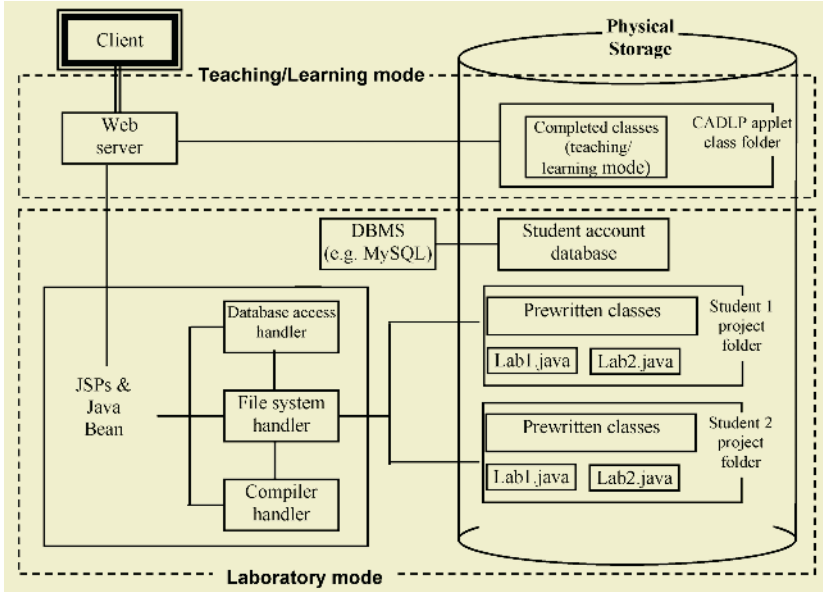 Client
Physical
Storage
Teaching/Learning mode
Web
server
Completed classes
(teaching/
learning mode)
CADLP applet
class folder
DBMS
(e.g. MySQL)
Student account
database
Database access
handler
JSPs &
Java
Bean
File system
handler
Compiler
handler
Prewritten classes
Lab1.java
Lab2.java
Student 1
project
folder
Prewritten classes
Lab1.java
Lab2.java
Student 2
project
folder
Laboratory mode